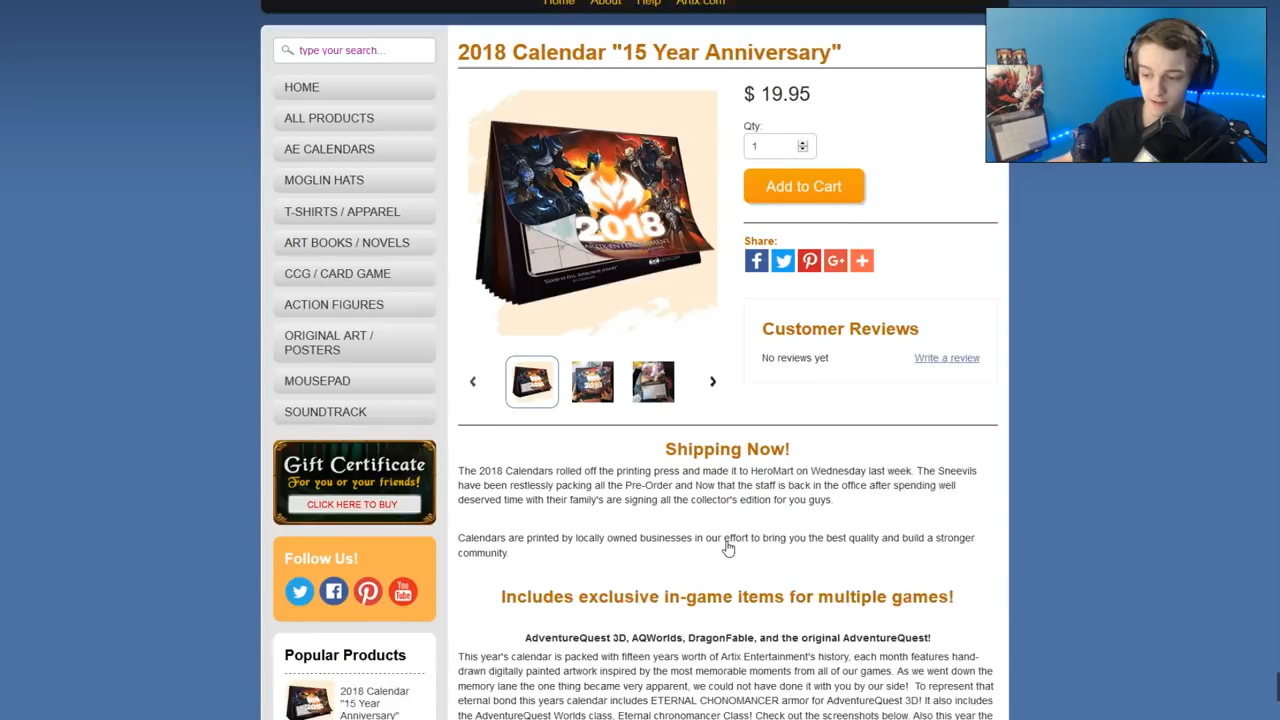 Home About Help Artix.com
type your search...
HOME
ALL PRODUCTS
AE CALENDARS
MOGLIN HATS
T-SHIRTS / APPAREL
ART BOOKS / NOVELS
CCG / CARD GAME
ACTION FIGURES
ORIGINAL ART /
POSTERS
MOUSEPAD
SOUNDTRACK
Gift Certificate
For you or your friends!
CLICK HERE TO BUY
Follow Us!
You
Tube
Popular Products
2018 Calendar
"15 Year
Anniversary"
2018 Calendar "15 Year Anniversary"
2018
ARTIX ENTERTAINMENT
$ 19.95
Qty:
1
Add to Cart
Share:
G+
Customer Reviews
No reviews yet Write a review
Shipping Now!
The 2018 Calendars rolled off the printing press and made it to HeroMart on Wednesday last week. The Sneevils
have been restlessly packing all the Pre-Order and Now that the staff is back in the office after spending well
deserved time with their family's are signing all the collector's edition for you guys.
Calendars are printed by locally owned businesses in our effort to bring you the best quality and build a stronger
community.
Includes exclusive in-game items for multiple games!
AdventureQuest 3D, AQWorlds, DragonFable, and the original AdventureQuest!
This year's calendar is packed with fifteen years worth of Artix Entertainment's history, each month features hand-
drawn digitally painted artwork inspired by the most memorable moments from all of our games. As we went down the
memory lane the one thing became very apparent, we could not have done it with you by our side! To represent that
eternal bond this years calendar includes ETERNAL CHONOMANCER armor for AdventureQuest 3D! It also includes
the AdventureQuest Worlds class, Eternal chronomancer Class! Check out the screenshots below. Also this year the